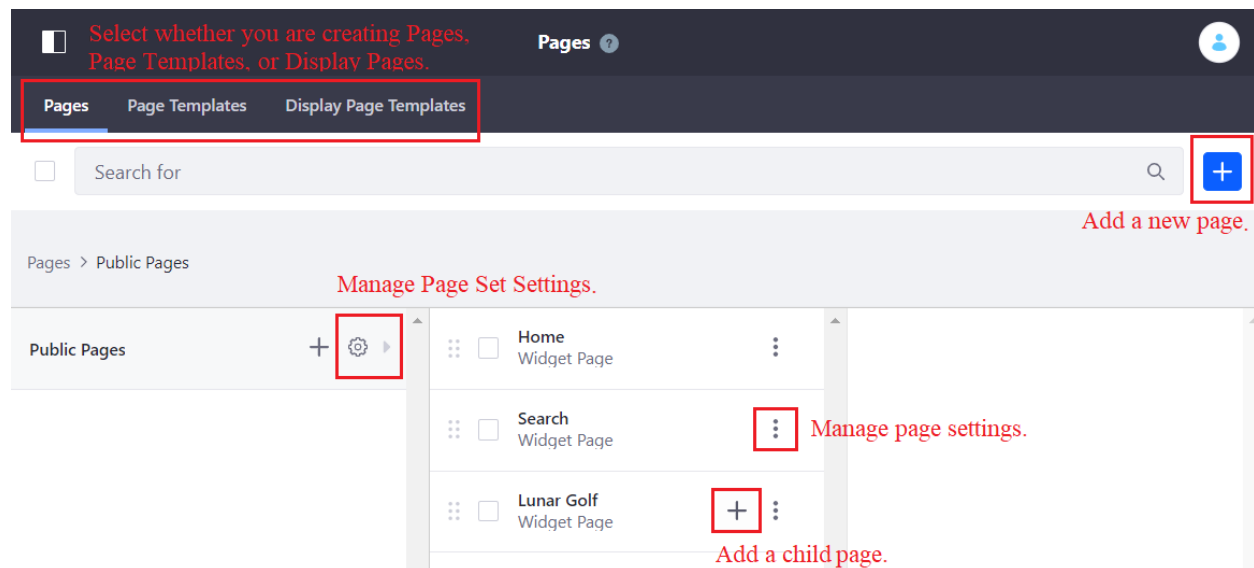 Select whether you are creating Pages,
Page Templates, or Display Pages.
Pages ?
Pages Page Templates Display Page Templates
Search for
Add a new page.
Pages > Public Pages
Manage Page Set Settings.
Public Pages
Home
Widget Page
Search
Widget Page
Manage page settings.
Lunar Golf
Widget Page
Add a child page.